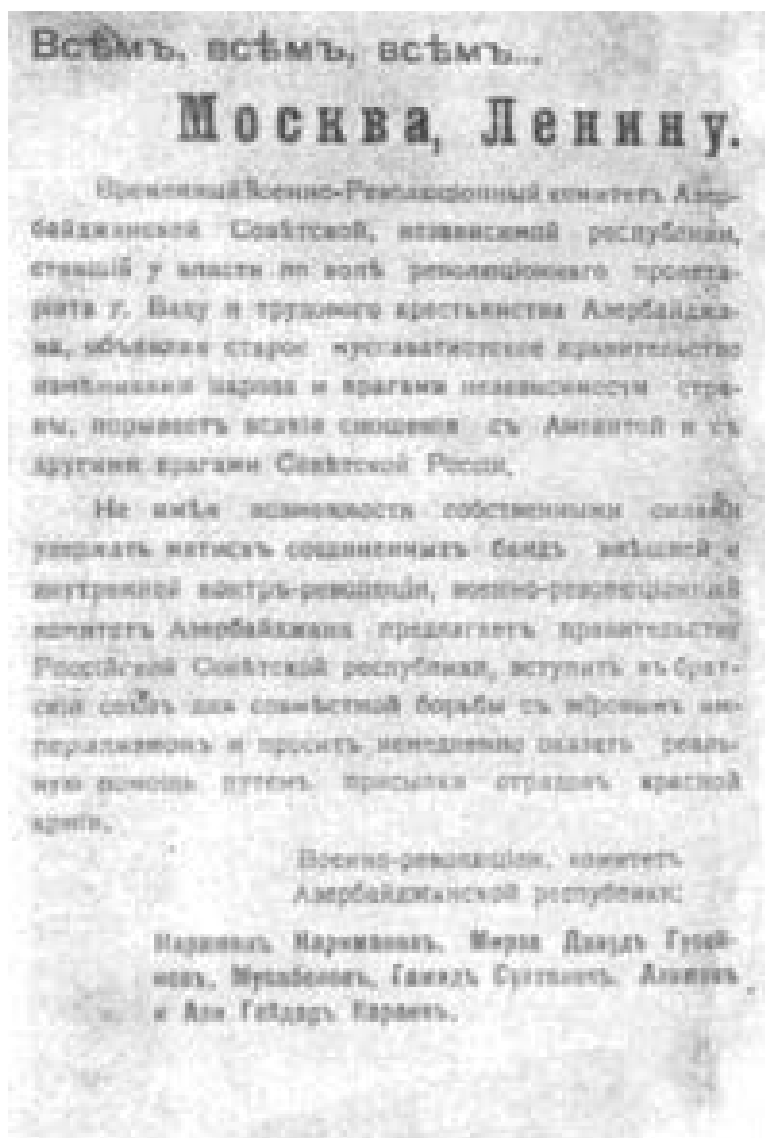 Всѣмъ, всѣмъ, всѣмъ...
Москва, Ленину.
Временный Военно-Революціонный комитетъ Азер-
байджанской Совѣтской, независимой республики,
ставшій у власти по волѣ революціоннаго пролета-
ріата г. Баку и трудового крестьянства Азербайджа-
на, объявляя старое мусаватистское правительство
измѣнниками народа и врагами независимости стра-
ны, порываетъ всякія сношенія съ Антантой и съ
другими врагами Совѣтской Россіи.
Не имѣя возможности собственными силами
удержать натискъ соединенныхъ бандъ внѣшней и
внутренней контръ-революціи, военно-революціонный
комитетъ Азербайджана предлагаетъ правительству
Россійской Совѣтской республики, вступить въ брат-
скій союзъ для совмѣстной борьбы съ міровымъ им-
періализмомъ и проситъ немедленно оказать реаль-
ную помощь путемъ присылки отрядовъ красной
арміи.
Военно-революціон. комитетъ
Азербайджанской республики:
Нариманъ Наримановъ, Мирза Даудъ Гусей-
новъ, Мусабековъ, Гамидъ Султановъ, Алимовъ
и Али Гейдаръ Караевъ.